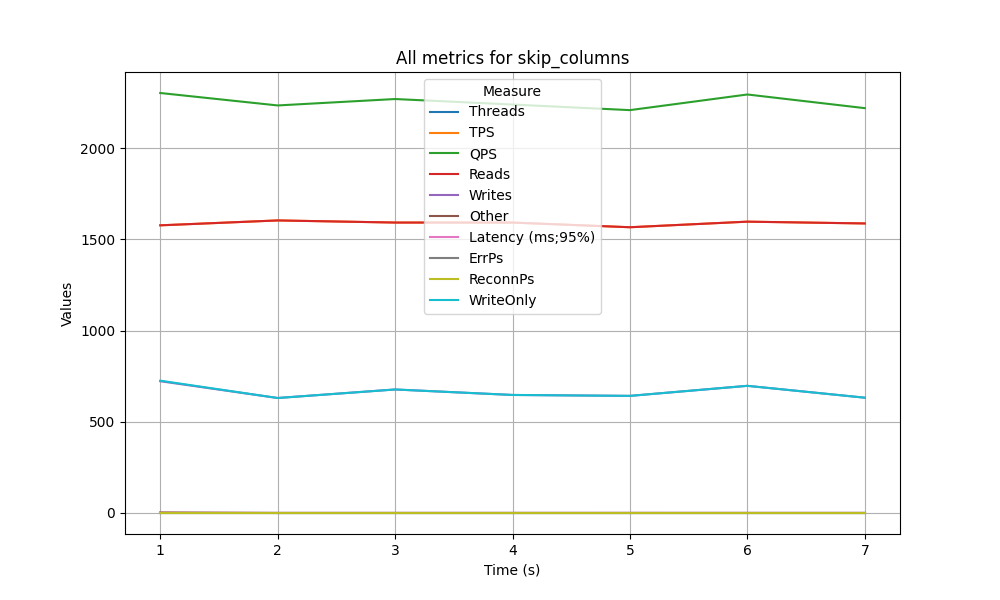 All metrics for skip_columns
Measure
Threads
TPS
QPS
Reads
Writes
Other
Latency (ms;95%)
ErrPs
ReconnPs
WriteOnly
Values
2000
1500
1000
500
0
1 2 3 4 5 6 7
Time (s)